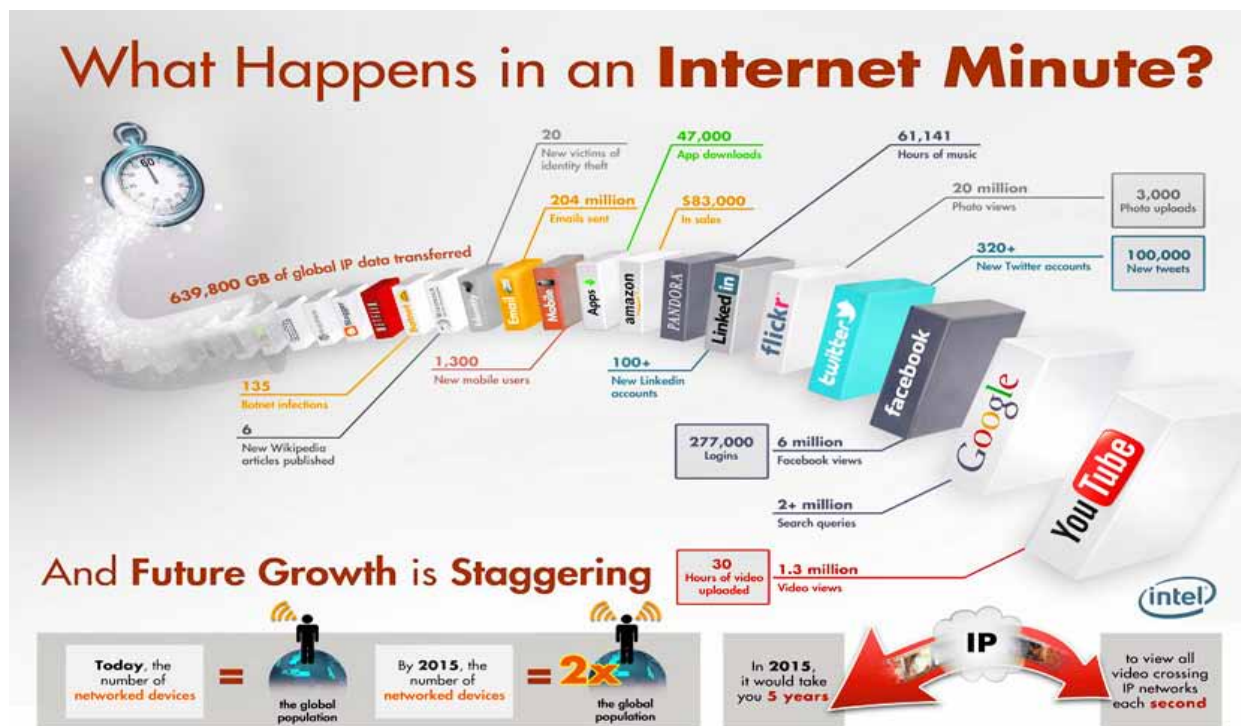 What Happens in an Internet Minute?
60
20
New victims of
identity theft
47,000
App downloads
61,141
Hours of music
204 million
Emails sent
$83,000
In sales
20 million
Photo views
3,000
Photo uploads
320+
New Twitter accounts
100,000
New tweets
639,800 GB of global IP data transferred
NETFLIX
Email
Mobile
Apps
amazon
PANDORA
Linked in
flickr
twitter
facebook
Google
YouTube
135
Botnet infections
6
New Wikipedia
articles published
1,300
New mobile users
100+
New Linkedin
accounts
277,000
Logins
6 million
Facebook views
2+ million
Search queries
30
Hours of video
uploaded
1.3 million
Video views
And Future Growth is Staggering
intel
Today, the
number of
networked devices
=
the global
population
By 2015, the
number of
networked devices
= 2x
the global
population
In 2015,
it would take
you 5 years
IP
to view all
video crossing
IP networks
each second